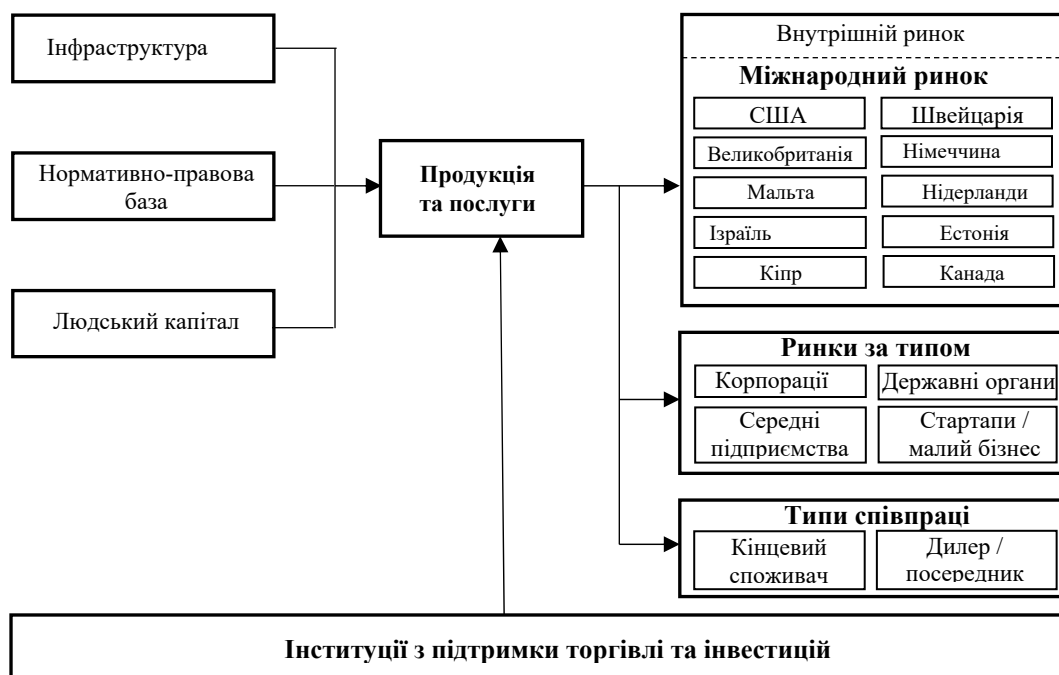 Інфраструктура
Нормативно-правова
база
Людський капітал
Продукція
та послуги
Внутрішній ринок
Міжнародний ринок
США
Швейцарія
Великобританія
Німеччина
Мальта
Нідерланди
Ізраїль
Естонія
Кіпр
Канада
Ринки за типом
Корпорації
Державні органи
Середні
підприємства
Стартапи /
малий бізнес
Типи співпраці
Кінцевий
споживач
Дилер /
посередник
Інституції з підтримки торгівлі та інвестицій